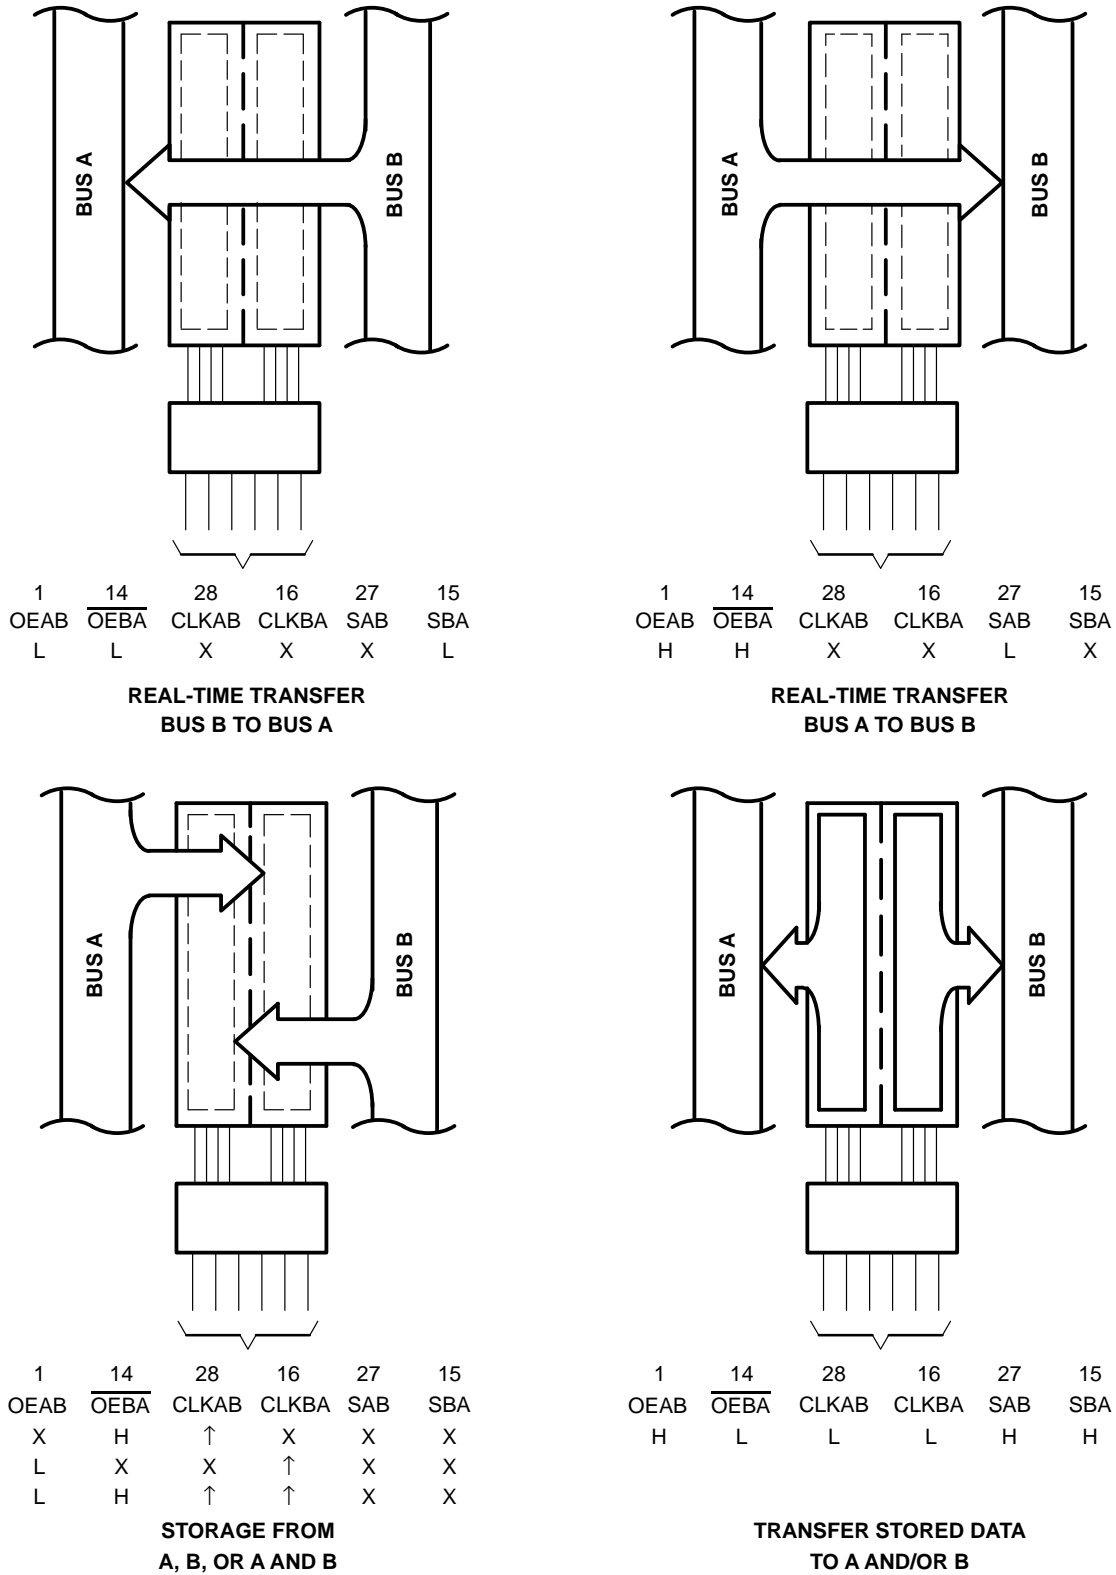 BUS A
BUS B
BUS A
BUS B
1 14 28 16 27 15
OEAB OEBA CLKAB CLKBA SAB SBA
L L X X X L
REAL-TIME TRANSFER
BUS B TO BUS A
1 14 28 16 27 15
OEAB OEBA CLKAB CLKBA SAB SBA
H H X X L X
REAL-TIME TRANSFER
BUS A TO BUS B
BUS A
BUS B
BUS A
BUS B
1 14 28 16 27 15
OEAB OEBA CLKAB CLKBA SAB SBA
X H ↑ X X X
L X X ↑ X X
L H ↑ ↑ X X
STORAGE FROM
A, B, OR A AND B
1 14 28 16 27 15
OEAB OEBA CLKAB CLKBA SAB SBA
H L L L H H
TRANSFER STORED DATA
TO A AND/OR B